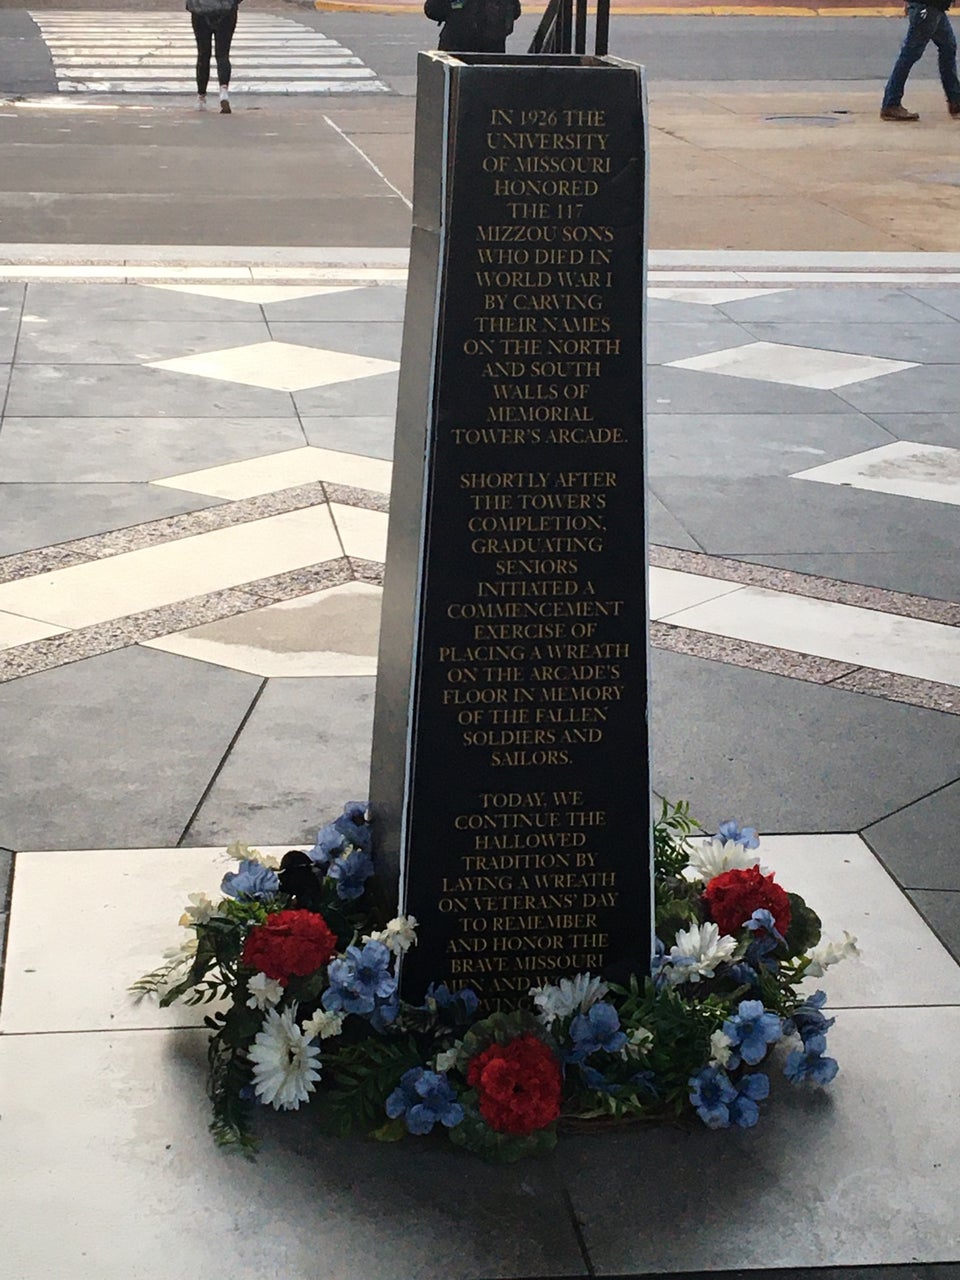 IN 1926 THE
UNIVERSITY
OF MISSOURI
HONORED
THE 117
MIZZOU SONS
WHO DIED IN
WORLD WAR I
BY CARVING
THEIR NAMES
ON THE NORTH
AND SOUTH
WALLS OF
MEMORIAL
TOWER'S ARCADE.
SHORTLY AFTER
THE TOWER'S
COMPLETION,
GRADUATING
SENIORS
INITIATED A
COMMENCEMENT
EXERCISE OF
PLACING A WREATH
ON THE ARCADE'S
FLOOR IN MEMORY
OF THE FALLEN
SOLDIERS AND
SAILORS.
TODAY, WE
CONTINUE THE
HALLOWED
TRADITION BY
LAYING A WREATH
ON VETERANS' DAY
TO REMEMBER
AND HONOR THE
BRAVE MISSOURI
MEN AND